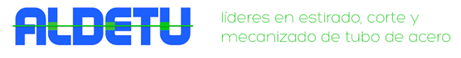 ALDETU
líderes en estirado, corte y
mecanizado de tubo de acero